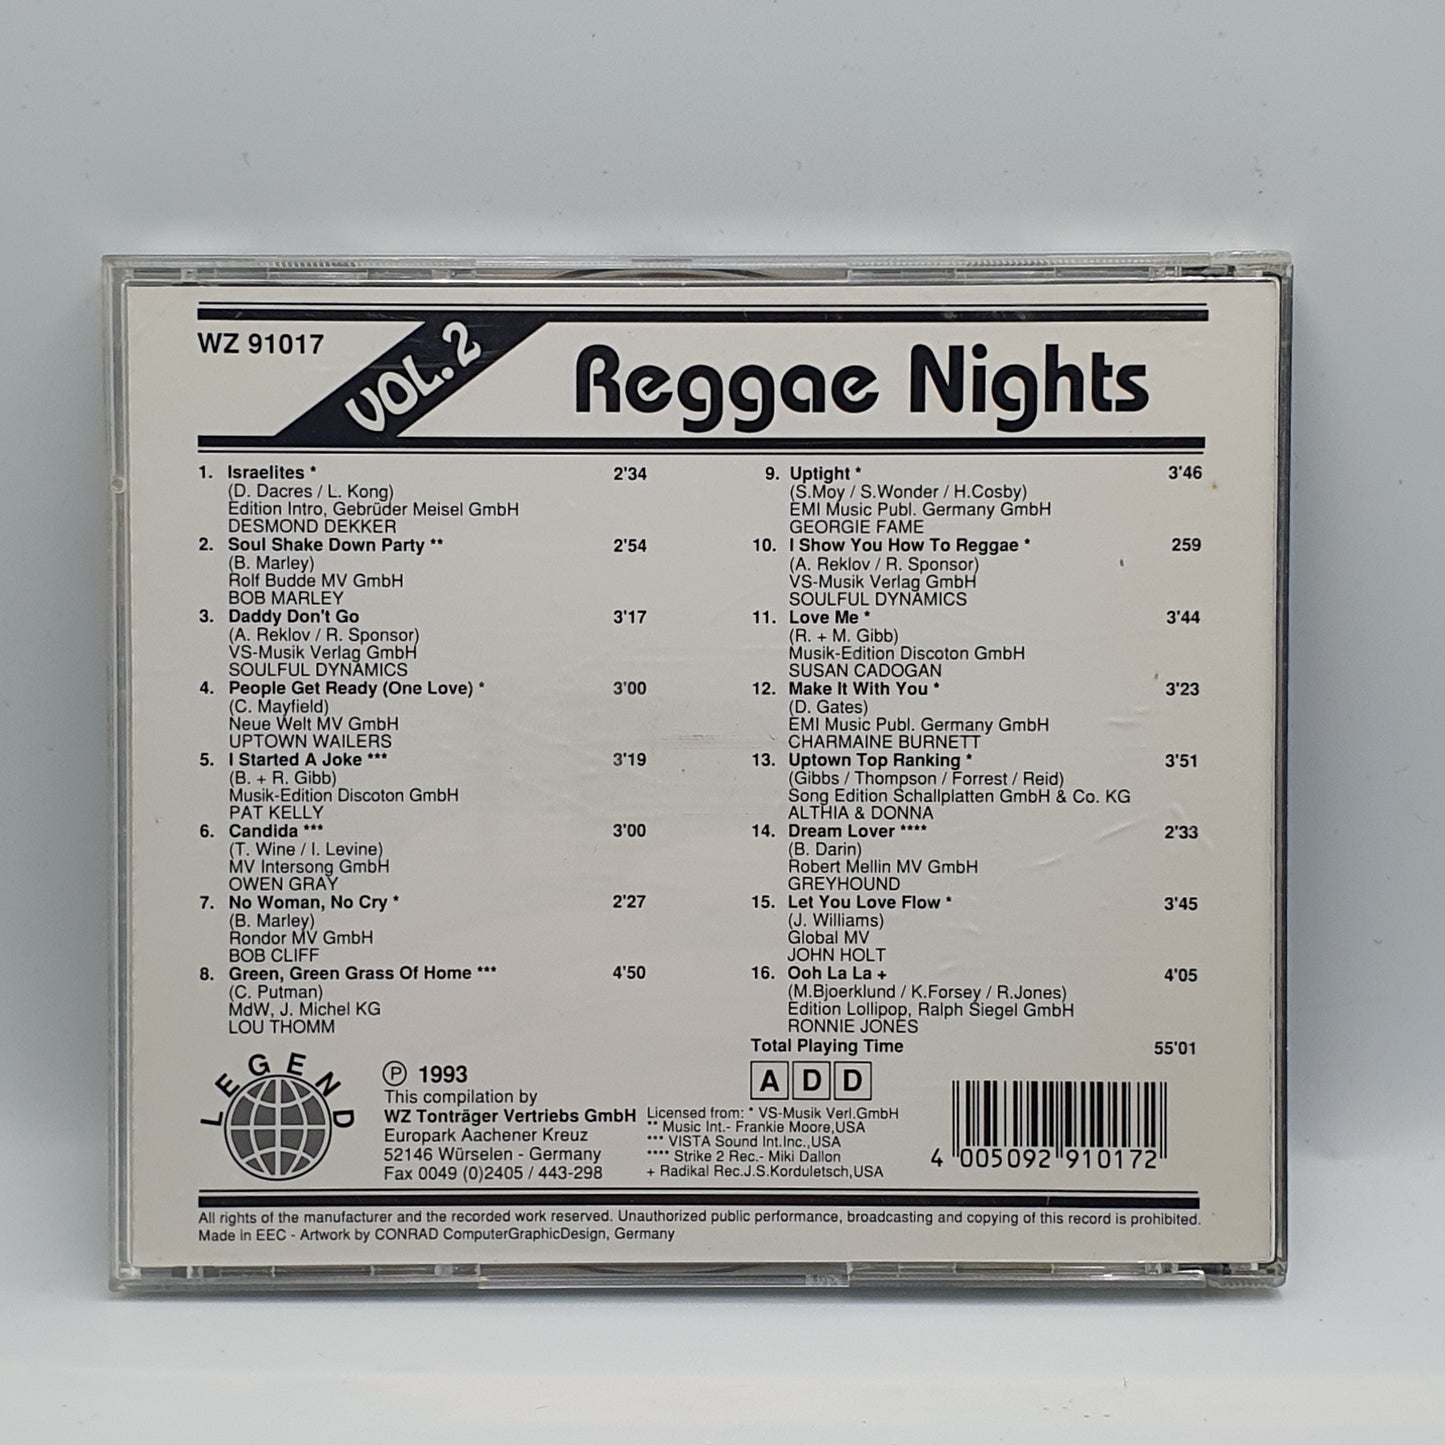 WZ 91017
VOL. 2
Reggae Nights
1. Israelites * 2'34
(D. Dacres / L. Kong)
Edition Intro, Gebrüder Meisel GmbH
DESMOND DEKKER
2. Soul Shake Down Party ** 2'54
(B. Marley)
Rolf Budde MV GmbH
BOB MARLEY
3. Daddy Don't Go 3'17
(A. Reklov / R. Sponsor)
VS-Musik Verlag GmbH
SOULFUL DYNAMICS
4. People Get Ready (One Love) * 3'00
(C. Mayfield)
Neue Welt MV GmbH
UPTOWN WAILERS
5. I Started A Joke *** 3'19
(B. + R. Gibb)
Musik-Edition Discoton GmbH
PAT KELLY
6. Candida *** 3'00
(T. Wine / I. Levine)
MV Intersong GmbH
OWEN GRAY
7. No Woman, No Cry * 2'27
(B. Marley)
Rondor MV GmbH
BOB CLIFF
8. Green, Green Grass Of Home *** 4'50
(C. Putman)
MdW, J. Michel KG
LOU THOMM
9. Uptight * 3'46
(S.Moy / S.Wonder / H.Cosby)
EMI Music Publ. Germany GmbH
GEORGIE FAME
10. I Show You How To Reggae * 259
(A. Reklov / R. Sponsor)
VS-Musik Verlag GmbH
SOULFUL DYNAMICS
11. Love Me * 3'44
(R. + M. Gibb)
Musik-Edition Discoton GmbH
SUSAN CADOGAN
12. Make It With You * 3'23
(D. Gates)
EMI Music Publ. Germany GmbH
CHARMAINE BURNETT
13. Uptown Top Ranking * 3'51
(Gibbs / Thompson / Forrest / Reid)
Song Edition Schallplatten GmbH & Co. KG
ALTHIA & DONNA
14. Dream Lover **** 2'33
(B. Darin)
Robert Mellin MV GmbH
GREYHOUND
15. Let You Love Flow * 3'45
(J. Williams)
Global MV
JOHN HOLT
16. Ooh La La + 4'05
(M.Bjoerklund / K.Forsey / R.Jones)
Edition Lollipop, Ralph Siegel GmbH
RONNIE JONES
Total Playing Time 55'01
LEGEND
℗ 1993
This compilation by
WZ Tonträger Vertriebs GmbH
Europark Aachener Kreuz
52146 Würselen - Germany
Fax 0049 (0)2405 / 443-298
A D D
Licensed from: * VS-Musik Verl.GmbH
** Music Int.- Frankie Moore,USA
*** VISTA Sound Int.Inc.,USA
**** Strike 2 Rec.- Miki Dallon
+ Radikal Rec.J.S.Korduletsch,USA
4 005092 910172
All rights of the manufacturer and the recorded work reserved. Unauthorized public performance, broadcasting and copying of this record is prohibited.
Made in EEC - Artwork by CONRAD ComputerGraphicDesign, Germany